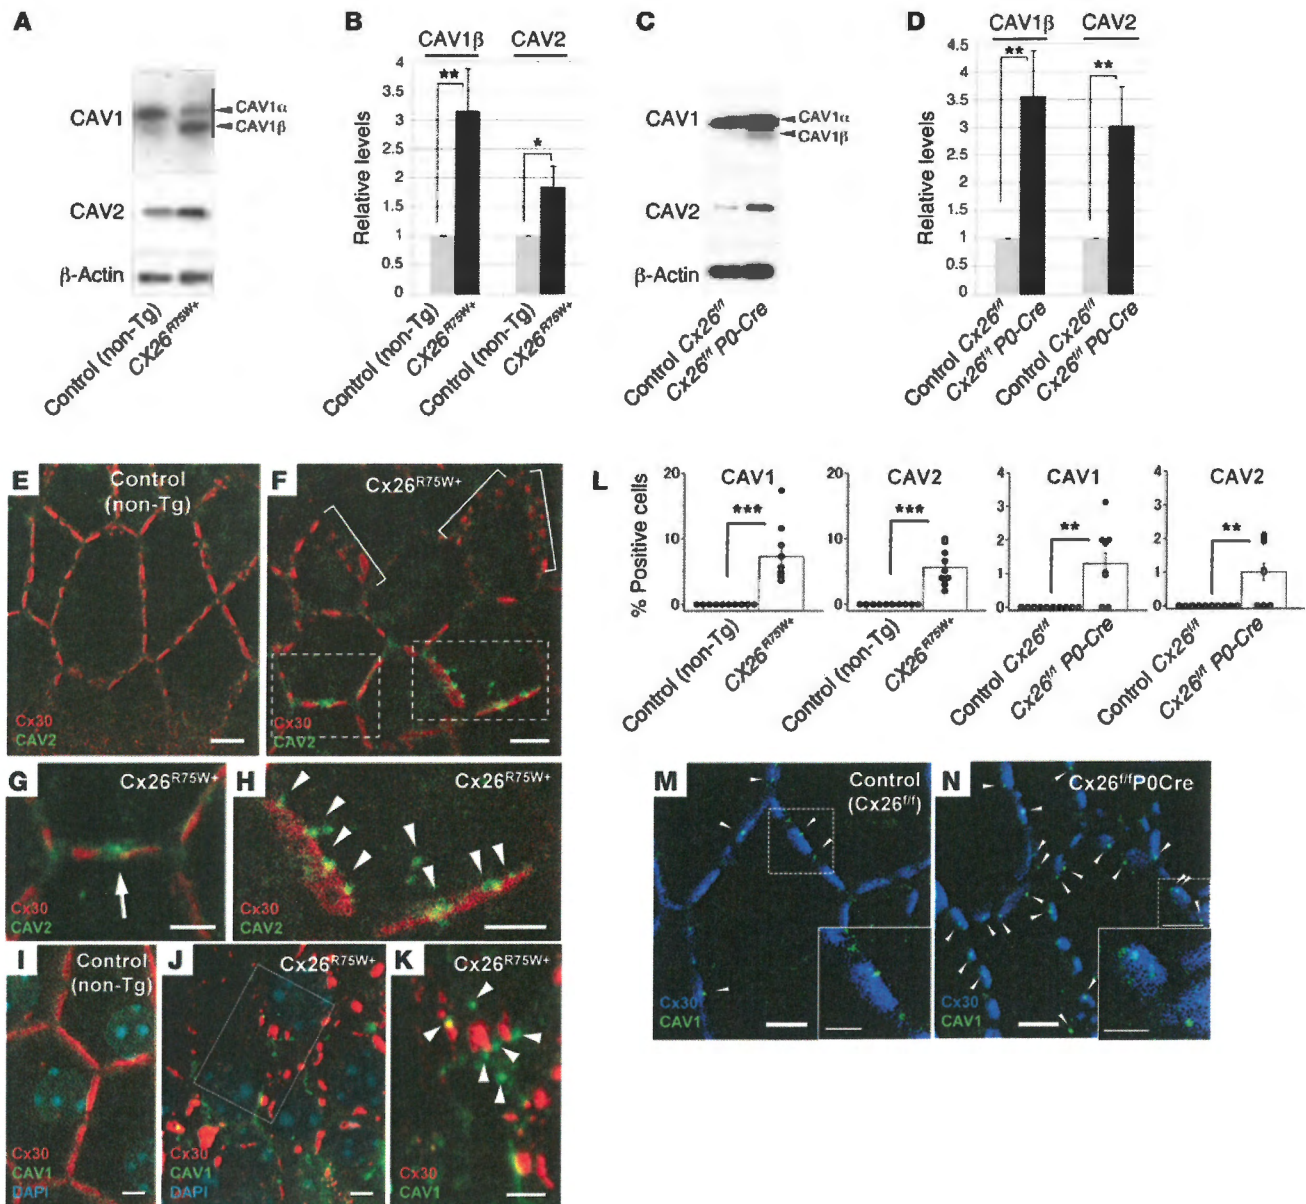 A
CAV1
CAV1α
CAV1β
CAV2
β-Actin
Control (non-Tg)
CX26R75W+
B
CAV1β CAV2
Relative levels
4
3.5
3
2.5
2
1.5
1
0.5
0
**
*
Control (non-Tg)
CX26R75W+
Control (non-Tg)
CX26R75W+
C
CAV1
CAV1α
CAV1β
CAV2
β-Actin
Control Cx26f/f
Cx26f/f P0-Cre
D
CAV1β CAV2
Relative levels
4.5
4
3.5
3
2.5
2
1.5
1
0.5
0
**
**
Control Cx26f/f
Cx26f/f P0-Cre
Control Cx26f/f
Cx26f/f P0-Cre
E
Control
(non-Tg)
Cx30
CAV2
F
Cx26R75W+
Cx30
CAV2
G
Cx26R75W+
Cx30
CAV2
H
Cx26R75W+
Cx30
CAV2
I
Control
(non-Tg)
Cx30
CAV1
DAPI
J
Cx26R75W+
Cx30
CAV1
DAPI
K
Cx26R75W+
Cx30
CAV1
L
% Positive cells
CAV1
20
10
0
***
Control (non-Tg)
CX26R75W+
CAV2
20
10
0
***
Control (non-Tg)
CX26R75W+
CAV1
4
3
2
1
0
**
Control Cx26f/f
Cx26f/f P0-Cre
CAV2
4
3
2
1
0
**
Control Cx26f/f
Cx26f/f P0-Cre
M
Control
(Cx26f/f)
Cx30
CAV1
N
Cx26f/fP0Cre
Cx30
CAV1